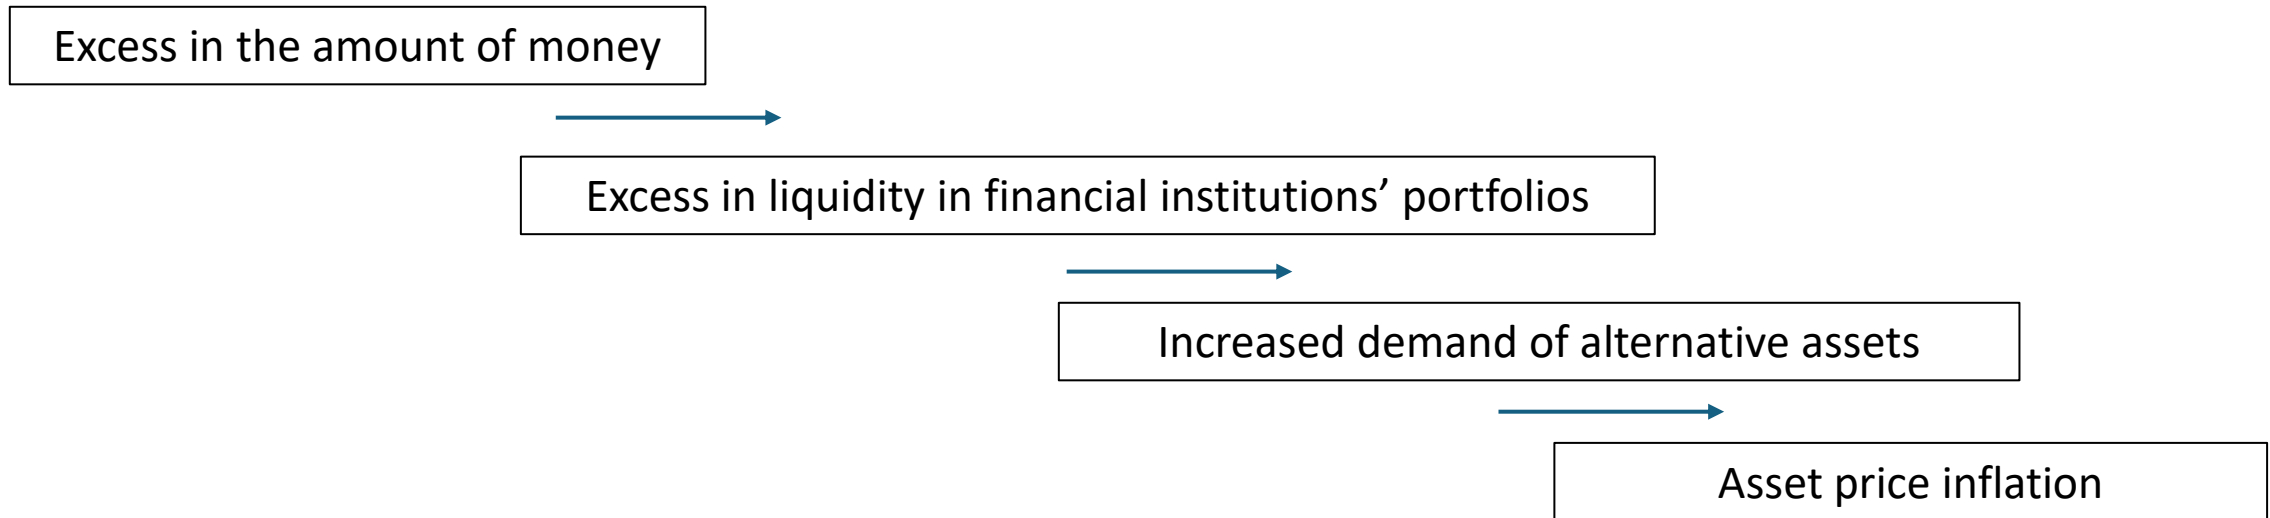 Excess in the amount of money
Excess in liquidity in financial institutions’ portfolios
Increased demand of alternative assets
Asset price inflation